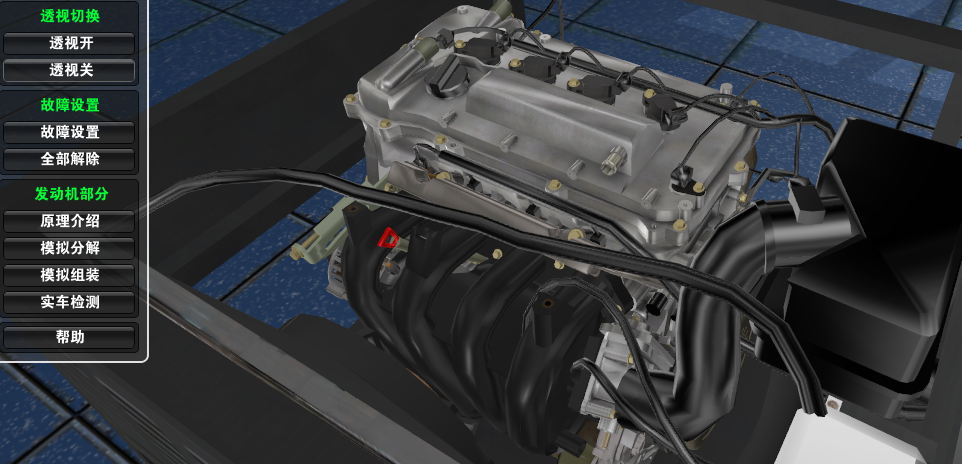 透视切换
透视开
透视关
故障设置
故障设置
全部解除
发动机部分
原理介绍
模拟分解
模拟组装
实车检测
帮助